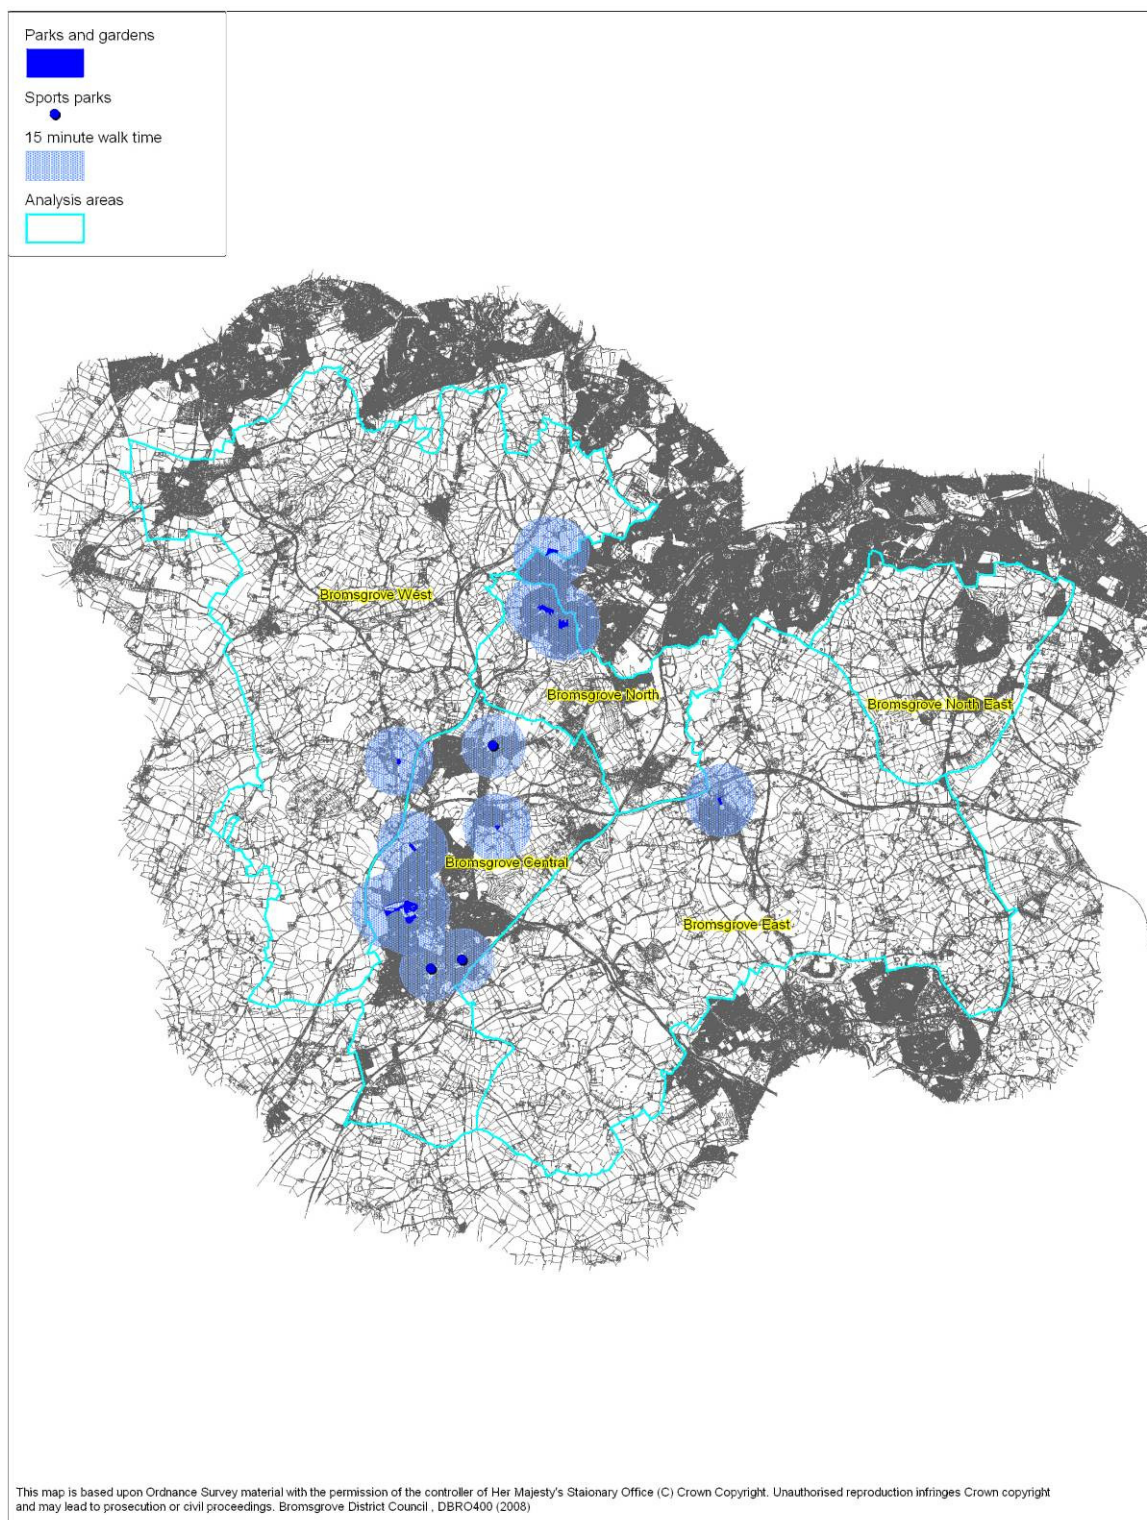 Parks and gardens
Sports parks
15 minute walk time
Analysis areas
Bromsgrove West
Bromsgrove North
Bromsgrove North East
Bromsgrove Central
Bromsgrove East
This map is based upon Ordnance Survey material with the permission of the controller of Her Majesty's Staionary Office (C) Crown Copyright. Unauthorised reproduction infringes Crown copyright
and may lead to prosecution or civil proceedings. Bromsgrove District Council , DBRO400 (2008)